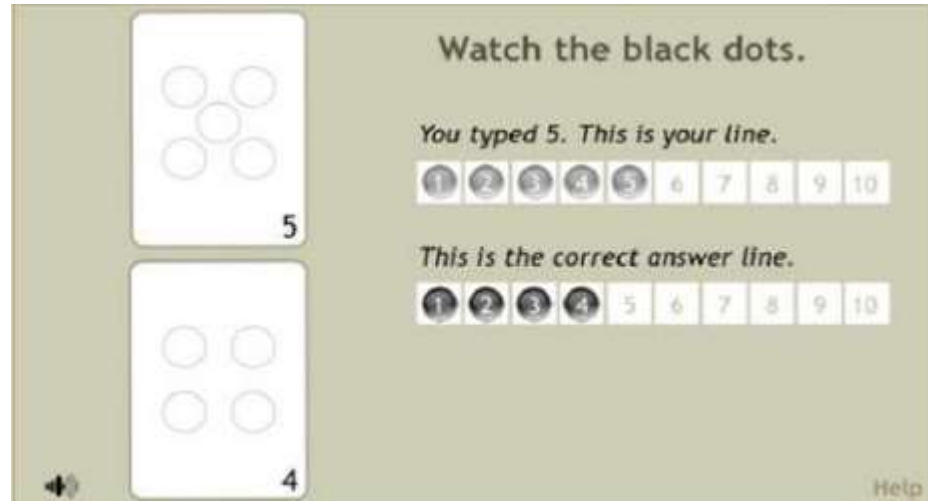 Watch the black dots.
You typed 5. This is your line.
1 2 3 4 5 6 7 8 9 10
5
This is the correct answer line.
1 2 3 4 5 6 7 8 9 10
4
Help